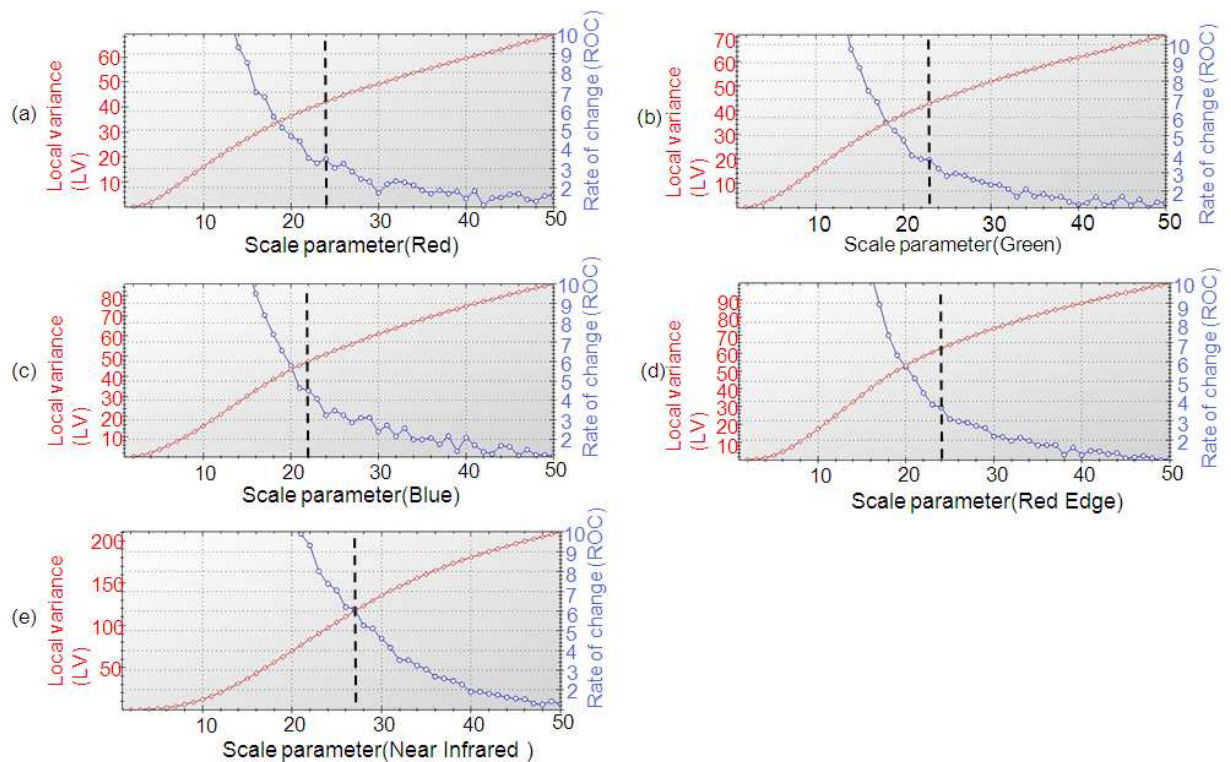 (a)
Local variance
(LV)
60
50
40
30
20
10
10
9
8
7
6
5
4
3
2
Rate of change (ROC)
10 20 30 40 50
Scale parameter(Red)
(b)
Local variance
(LV)
70
60
50
40
30
20
10
10
9
8
7
6
5
4
3
2
Rate of change (ROC)
10 20 30 40 50
Scale parameter(Green)
(c)
Local variance
(LV)
80
70
60
50
40
30
20
10
10
9
8
7
6
5
4
3
2
Rate of change (ROC)
10 20 30 40 50
Scale parameter(Blue)
(d)
Local variance
(LV)
90
80
70
60
50
40
30
20
10
10
9
8
7
6
5
4
3
2
Rate of change (ROC)
10 20 30 40 50
Scale parameter(Red Edge)
(e)
Local variance
(LV)
200
150
100
50
10
9
8
7
6
5
4
3
2
Rate of change (ROC)
10 20 30 40 50
Scale parameter(Near Infrared )